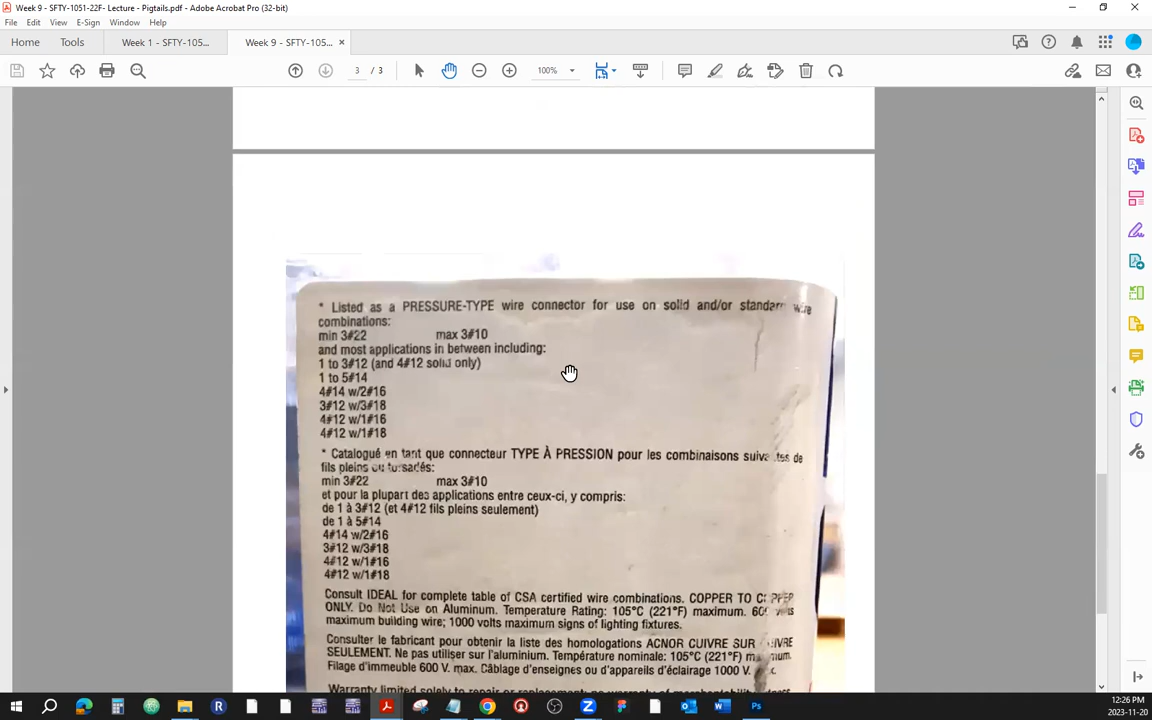 Week 9 - SFTY-1051-22F- Lecture - Pigtails.pdf - Adobe Acrobat Pro (32-bit)
File Edit View E-Sign Window Help
Home Tools Week 1 - SFTY-105... Week 9 - SFTY-105...
3 / 3 100%
* Listed as a PRESSURE-TYPE wire connector for use on solid and/or standard wire
combinations:
min 3#22 max 3#10
and most applications in between including:
1 to 3#12 (and 4#12 solid only)
1 to 5#14
4#14 w/2#16
3#12 w/3#18
4#12 w/1#16
4#12 w/1#18
* Catalogué en tant que connecteur TYPE À PRESSION pour les combinaisons de
fils pleins ou
min 3#22 max 3#10
et pour la plupart des applications entre ceux-ci, y compris:
de 1 à 3#12 (et 4#12 fils pleins seulement)
de 1 à 5#14
4#14 w/2#16
3#12 w/3#18
4#12 w/1#16
4#12 w/1#18
Consult IDEAL for complete table of CSA certified wire combinations. COPPER TO
ONLY. Do Not Use on Aluminum. Temperature Rating: 105°C (221°F) maximum.
maximum building wire; 1000 volts maximum signs of lighting fixtures.
Consulter le fabricant pour obtenir la liste des homologations ACNOR CUIVRE SUR
SEULEMENT. Ne pas utiliser sur l'aluminium. Température nominale: 105°C (221°F)
Filage d'immeuble 600 V. max. Câblage d'enseignes ou d'appareils d'éclairage 1000 V.
Warranty limited solely to repair or replacement; no warranty of
12:26 PM
2023-11-20